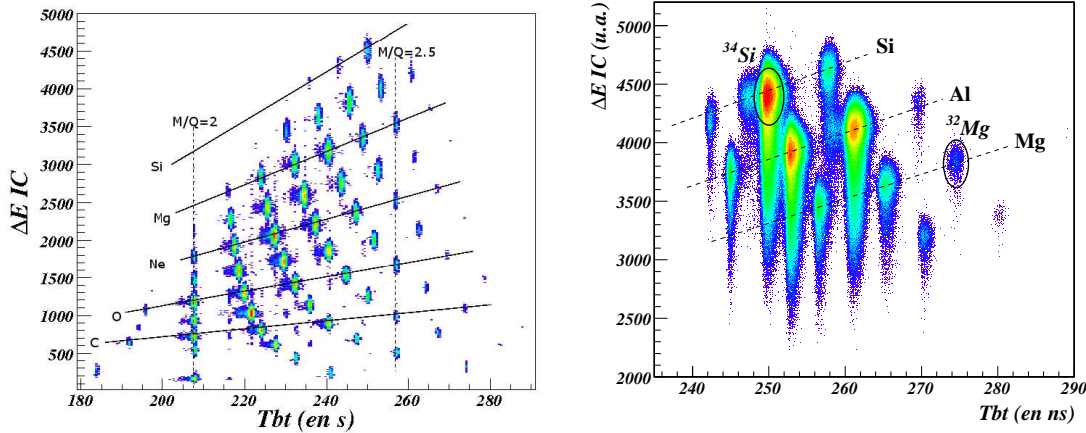 5000
4500
4000
3500
3000
2500
2000
1500
1000
500
ΔE IC
M/Q=2
M/Q=2.5
Si
Mg
Ne
O
C
180
200
220
240
260
280
Tbt (en s)
5000
4500
4000
3500
3000
2500
2000
ΔE IC (u.a.)
34Si
Si
Al
32Mg
Mg
240
250
260
270
280
290
Tbt (en ns)